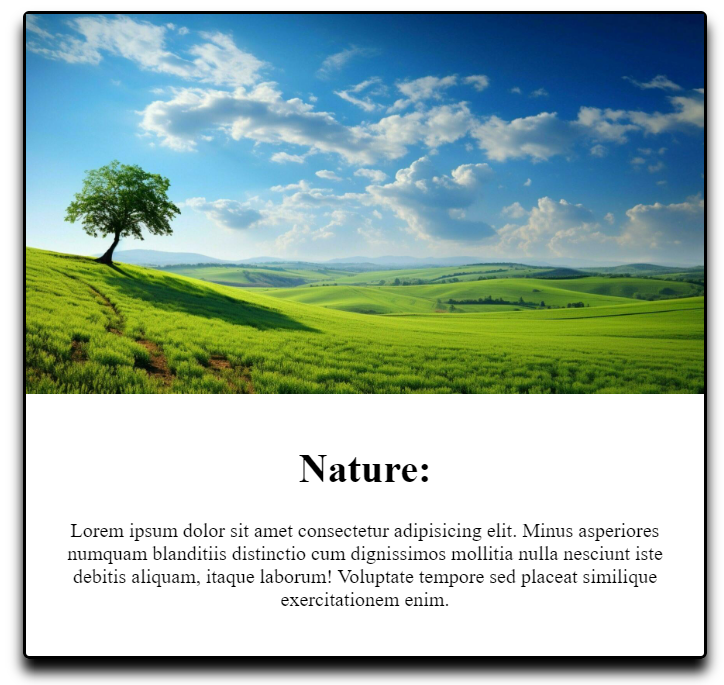 Nature:
Lorem ipsum dolor sit amet consectetur adipisicing elit. Minus asperiores
numquam blanditiis distinctio cum dignissimos mollitia nulla nesciunt iste
debitis aliquam, itaque laborum! Voluptate tempore sed placeat similique
exercitationem enim.